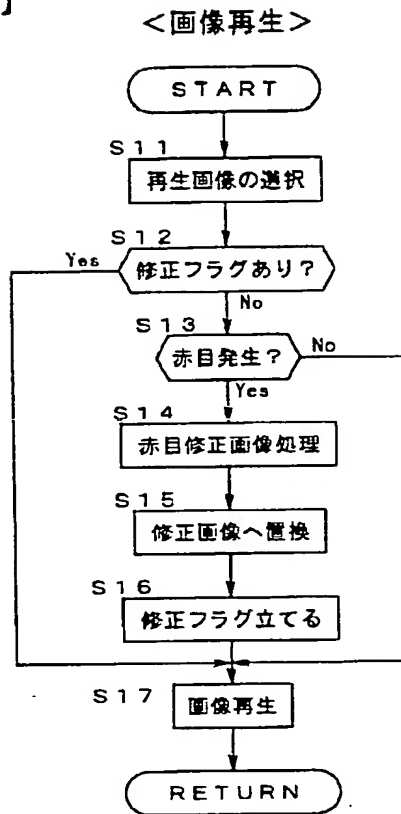 】
<画像再生>
START
S11
再生画像の選択
S12
Yes
修正フラグあり?
No
S13
赤目発生?
No
Yes
S14
赤目修正画像処理
S15
修正画像へ置換
S16
修正フラグ立てる
S17
画像再生
RETURN